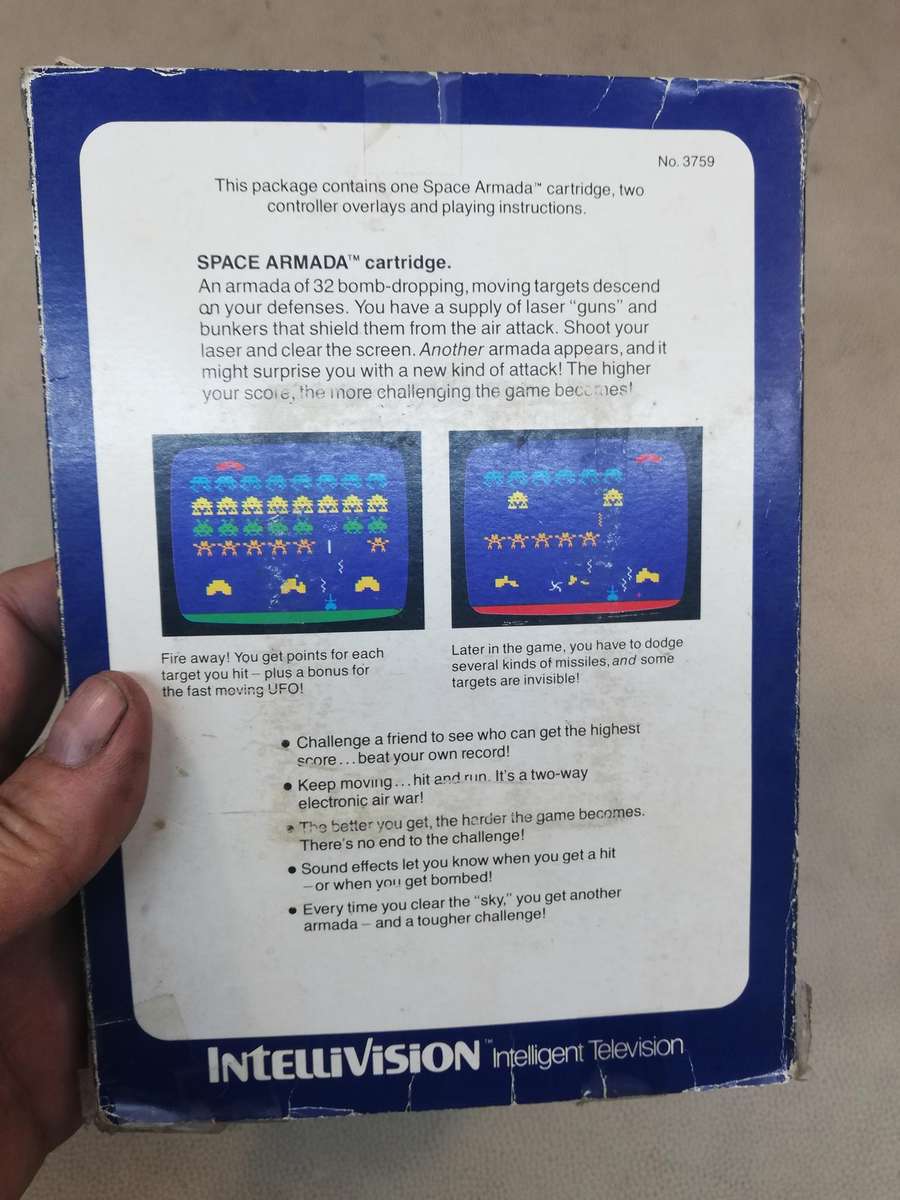 No. 3759
This package contains one Space Armada™ cartridge, two
controller overlays and playing instructions.
SPACE ARMADA™ cartridge.
An armada of 32 bomb-dropping, moving targets descend
on your defenses. You have a supply of laser “guns” and
bunkers that shield them from the air attack. Shoot your
laser and clear the screen. Another armada appears, and it
might surprise you with a new kind of attack! The higher
your score, the more challenging the game becomes!
Fire away! You get points for each
target you hit – plus a bonus for
the fast moving UFO!
Later in the game, you have to dodge
several kinds of missiles, and some
targets are invisible!
• Challenge a friend to see who can get the highest
score...beat your own record!
• Keep moving...hit and run. It's a two-way
electronic air war!
• The better you get, the harder the game becomes.
There's no end to the challenge!
• Sound effects let you know when you get a hit
– or when you get bombed!
• Every time you clear the “sky,” you get another
armada – and a tougher challenge!
INTELLIVISION™ Intelligent Television